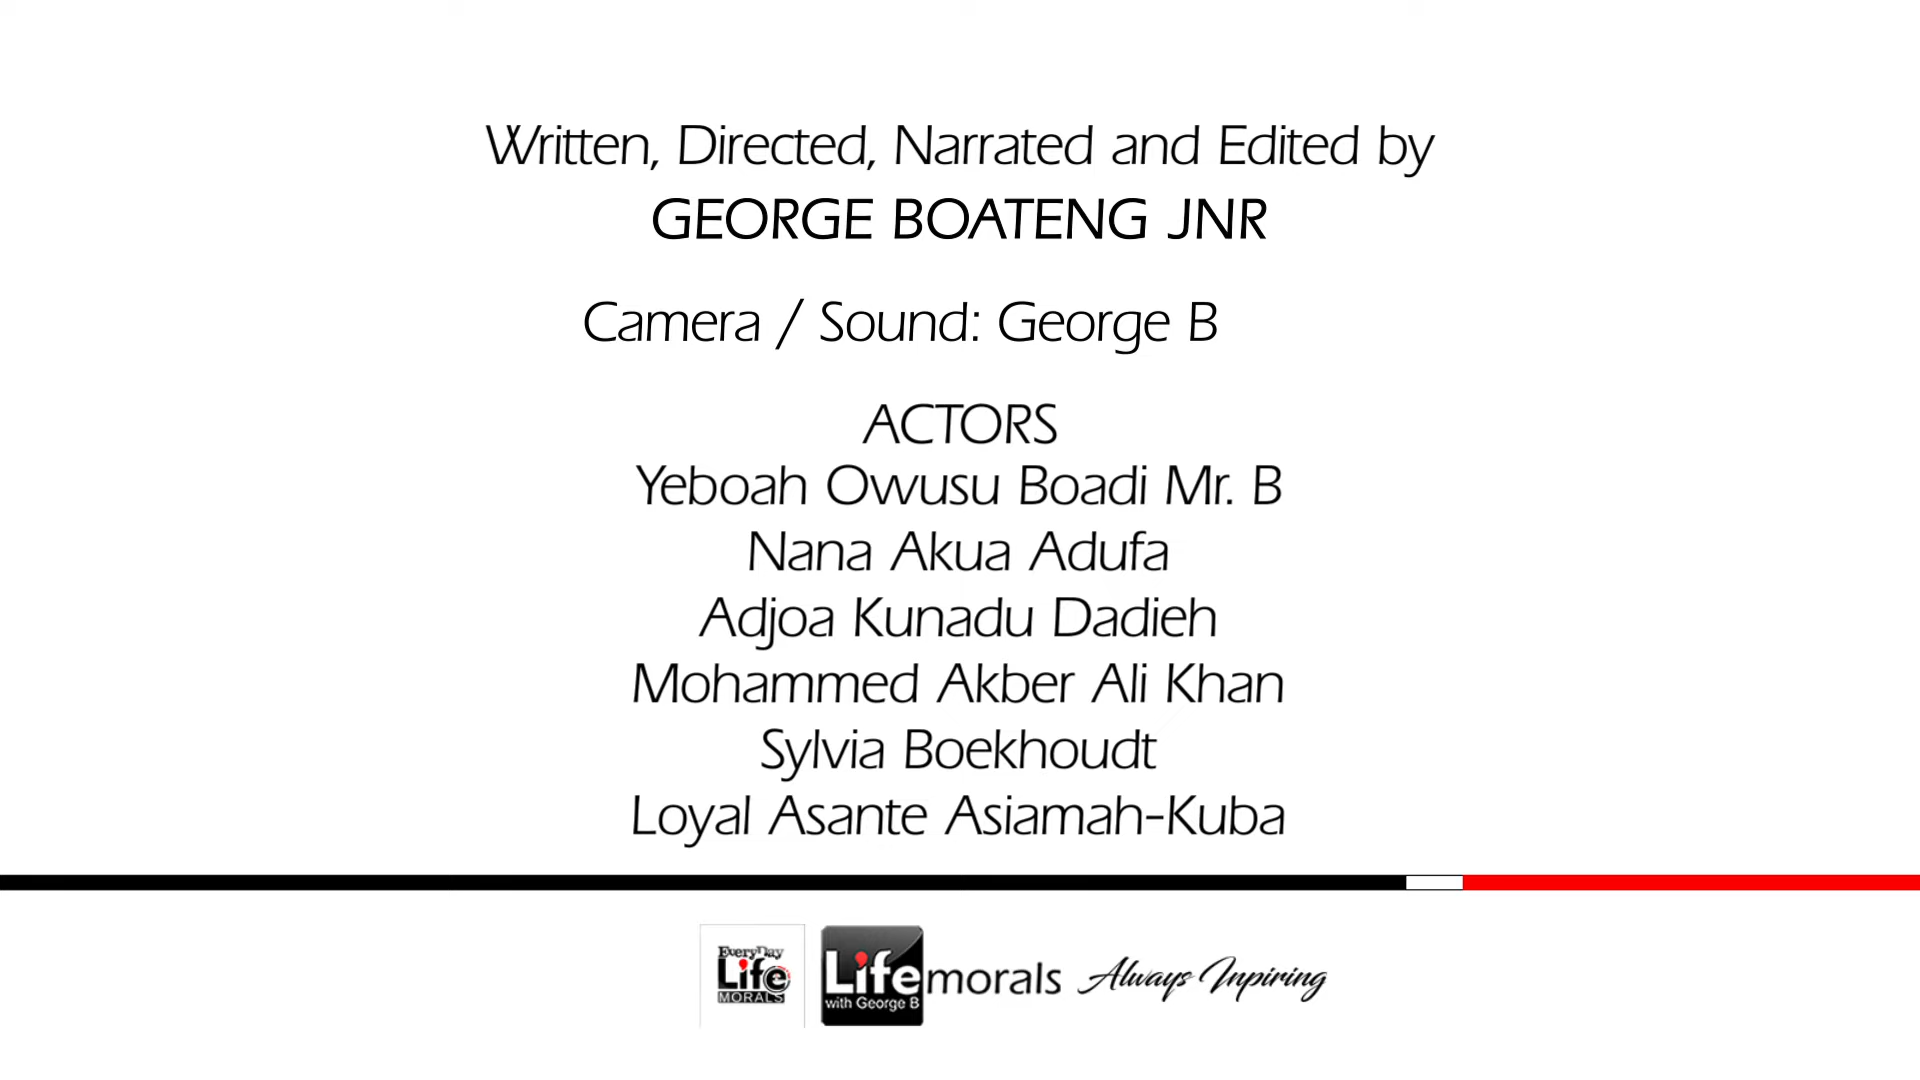 Written, Directed, Narrated and Edited by
GEORGE BOATENG JNR
Camera / Sound: George B
ACTORS
Yeboah Owusu Boadi Mr. B
Nana Akua Adufa
Adjoa Kunadu Dadieh
Mohammed Akber Ali Khan
Sylvia Boekhoudt
Loyal Asante Asiamah-Kuba
EveryDay
Life
MORALS
Life morals
with George B
Always Inpiring